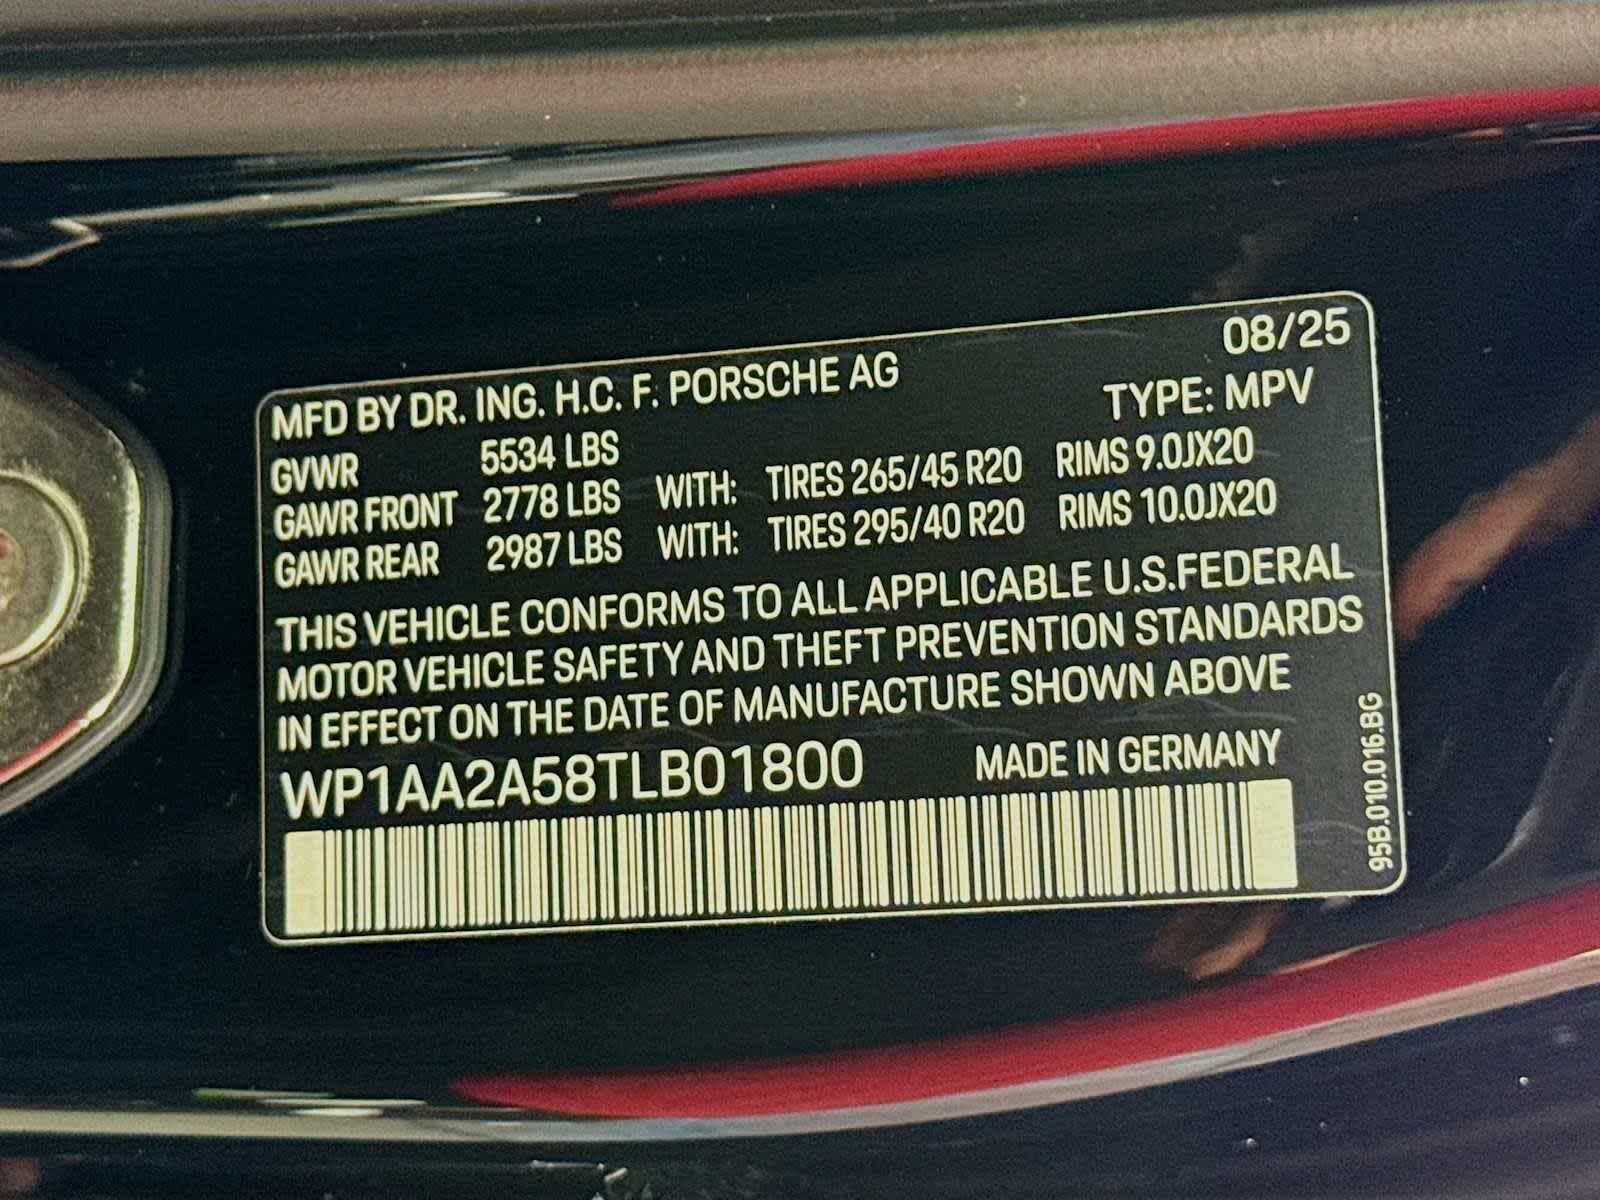 08/25
MFD BY DR. ING. H.C. F. PORSCHE AG
TYPE: MPV
GVWR 5534 LBS
GAWR FRONT 2778 LBS WITH: TIRES 265/45 R20 RIMS 9.0JX20
GAWR REAR 2987 LBS WITH: TIRES 295/40 R20 RIMS 10.0JX20
THIS VEHICLE CONFORMS TO ALL APPLICABLE U.S.FEDERAL
MOTOR VEHICLE SAFETY AND THEFT PREVENTION STANDARDS
IN EFFECT ON THE DATE OF MANUFACTURE SHOWN ABOVE
WP1AA2A58TLB01800 MADE IN GERMANY
95B.010.016.BG